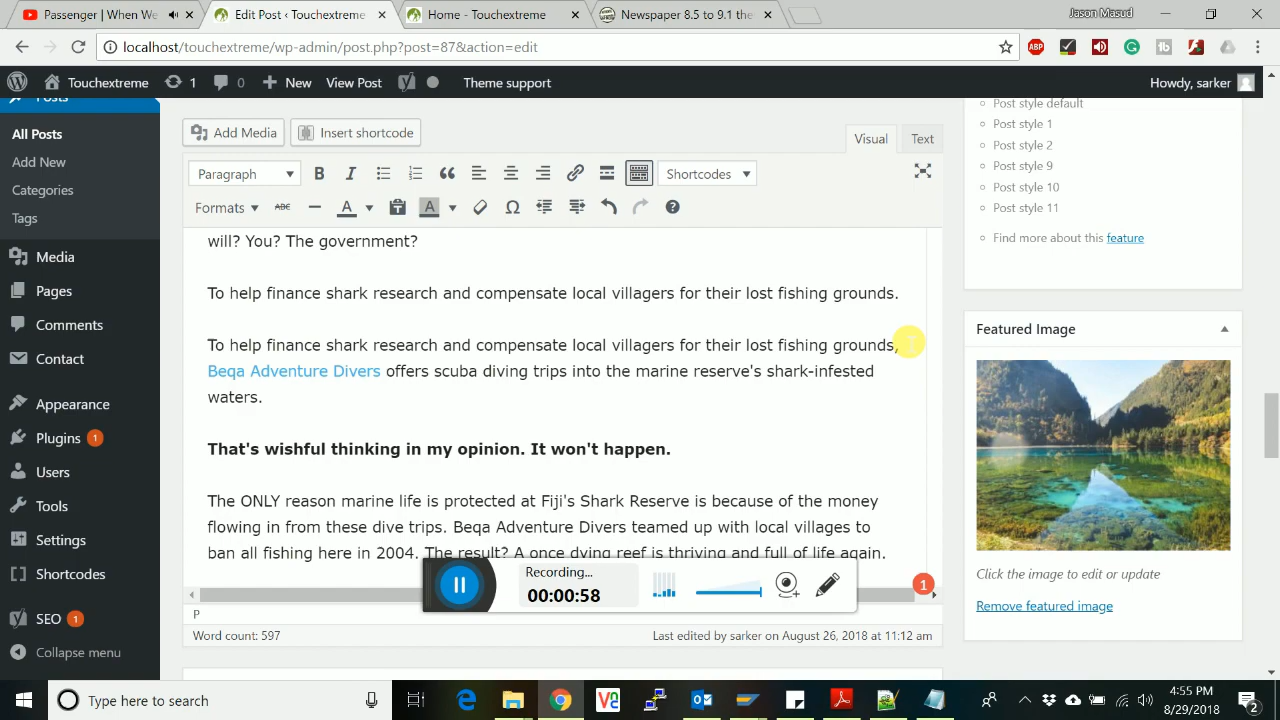 Passenger | When We
Edit Post ‹ Touchextreme
Home - Touchextreme
Newspaper 8.5 to 9.1 the
Jason Masud
localhost/touchextreme/wp-admin/post.php?post=87&action=edit
Touchextreme
1
0
New
View Post
Theme support
Howdy, sarker
Posts
All Posts
Add New
Categories
Tags
Media
Pages
Comments
Contact
Appearance
Plugins 1
Users
Tools
Settings
Shortcodes
SEO 1
Collapse menu
Add Media
Insert shortcode
Visual
Text
Paragraph
Shortcodes
Formats
ABC
will? You? The government?
To help finance shark research and compensate local villagers for their lost fishing grounds.
To help finance shark research and compensate local villagers for their lost fishing grounds,
Beqa Adventure Divers offers scuba diving trips into the marine reserve's shark-infested
waters.
That's wishful thinking in my opinion. It won't happen.
The ONLY reason marine life is protected at Fiji's Shark Reserve is because of the money
flowing in from these dive trips. Beqa Adventure Divers teamed up with local villages to
ban all fishing here in 2004. The result? A once dying reef is thriving and full of life again.
P
Word count: 597
Last edited by sarker on August 26, 2018 at 11:12 am
1
Recording...
00:00:58
Post style default
Post style 1
Post style 2
Post style 9
Post style 10
Post style 11
Find more about this feature
Featured Image
Click the image to edit or update
Remove featured image
Type here to search
4:55 PM
8/29/2018
2